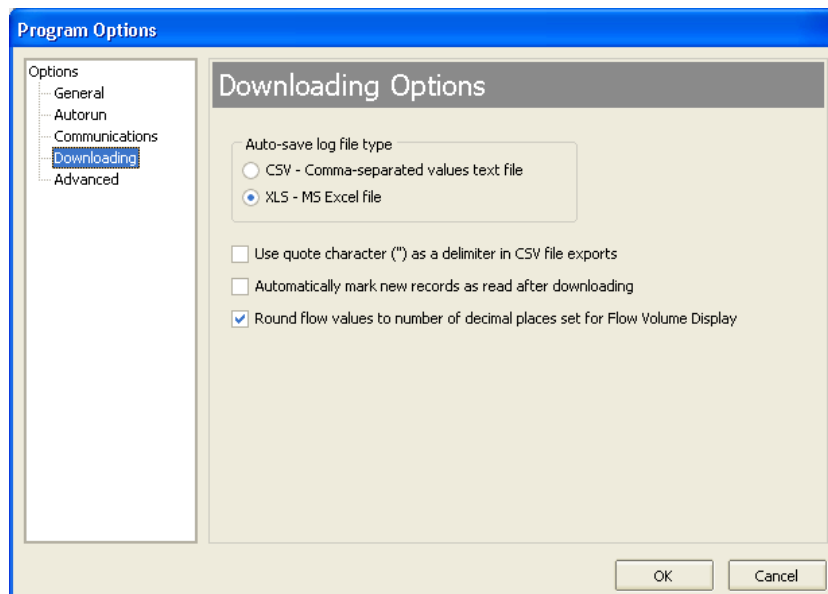 Program Options
Options
General
Autorun
Communications
Downloading
Advanced
Downloading Options
Auto-save log file type
CSV - Comma-separated values text file
XLS - MS Excel file
Use quote character (") as a delimiter in CSV file exports
Automatically mark new records as read after downloading
Round flow values to number of decimal places set for Flow Volume Display
OK
Cancel